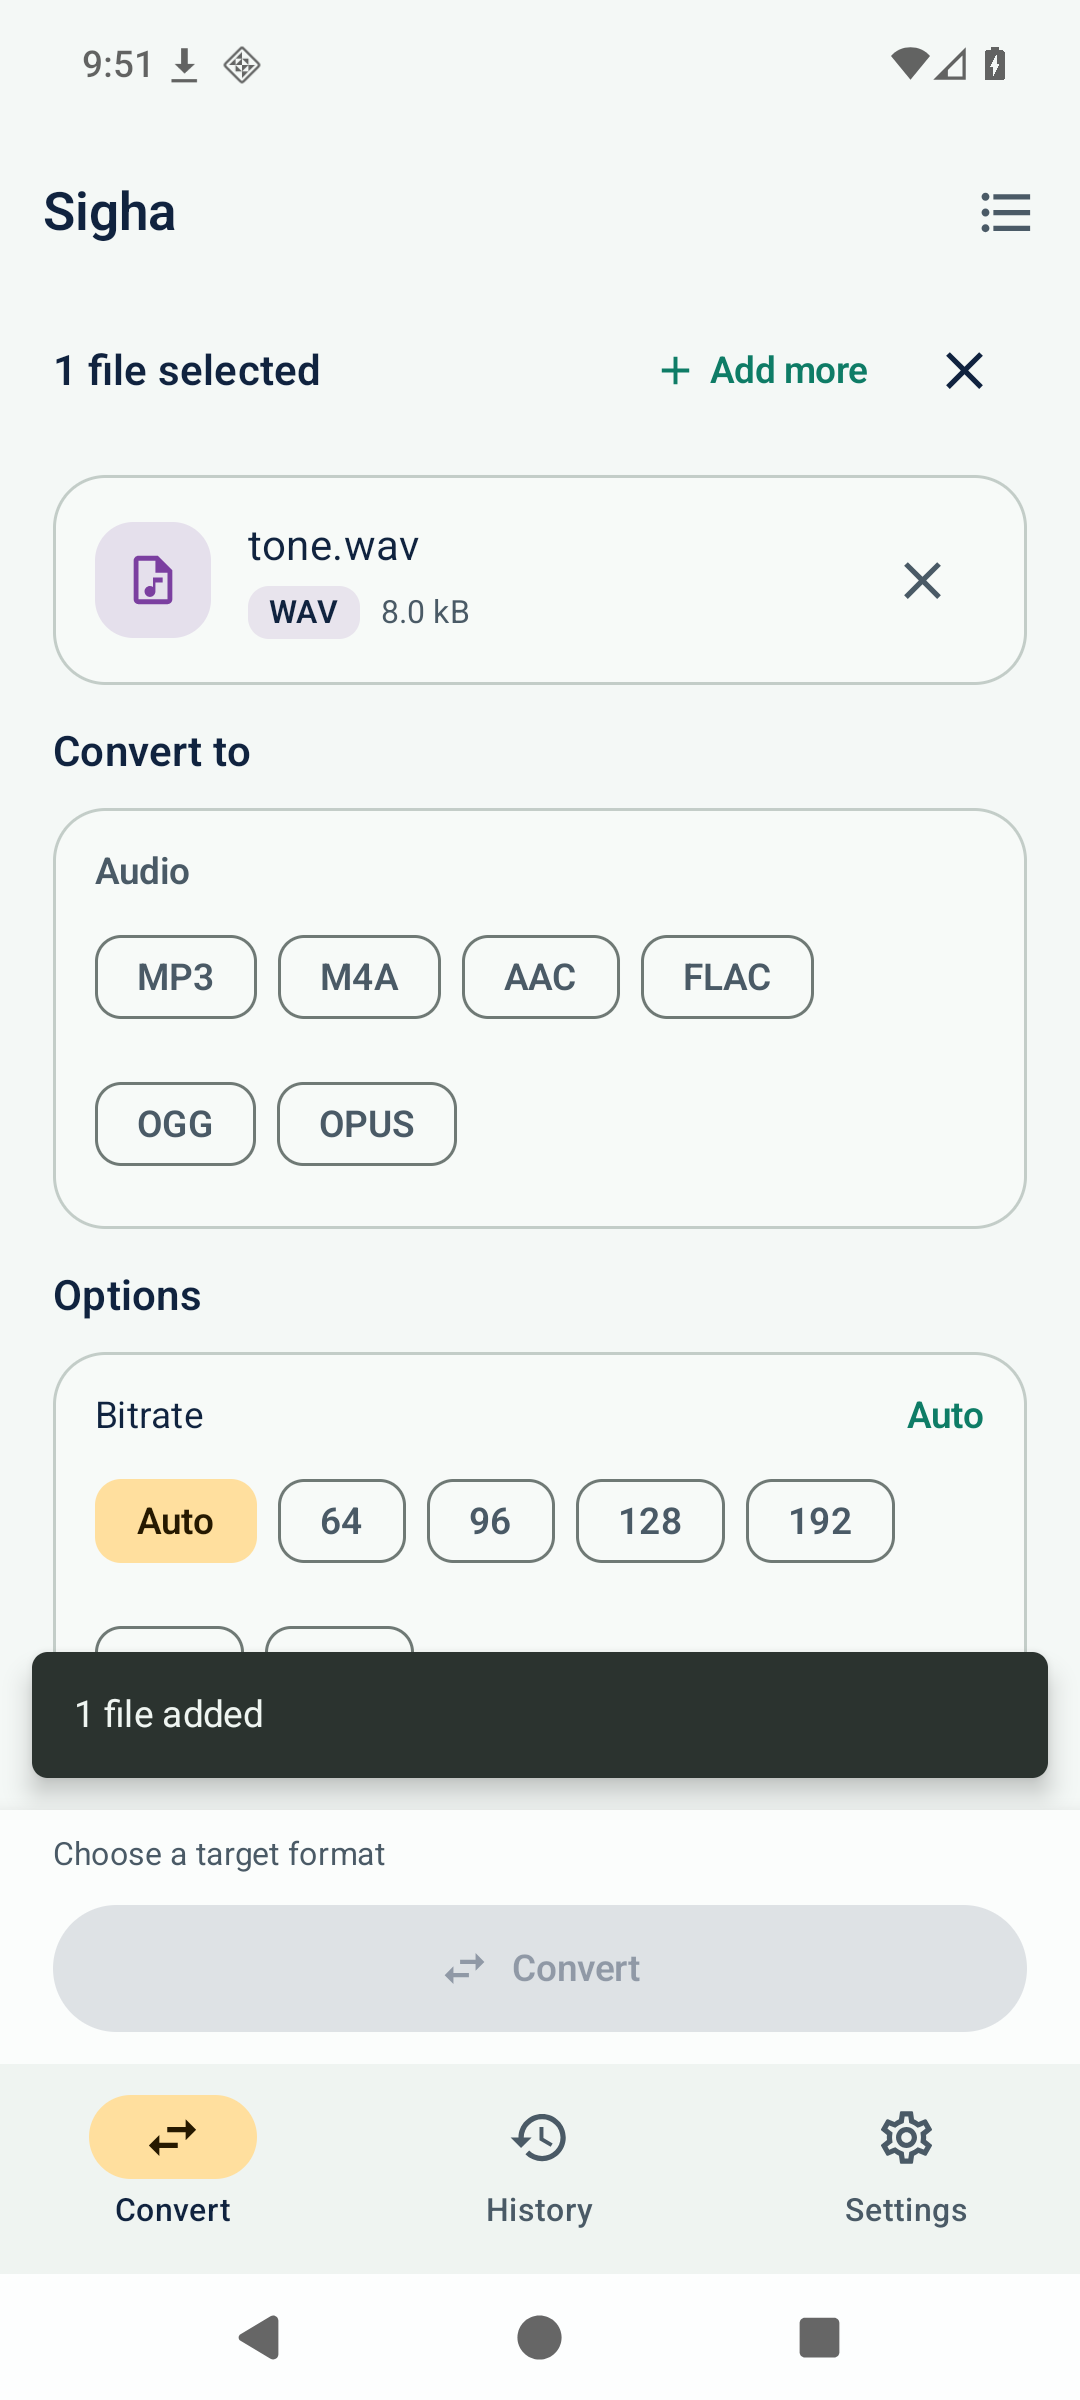 9:51
Sigha
1 file selected
Add more
tone.wav
WAV 8.0 kB
Convert to
Audio
MP3 M4A AAC FLAC
OGG OPUS
Options
Bitrate Auto
Auto 64 96 128 192
1 file added
Choose a target format
Convert
Convert History Settings